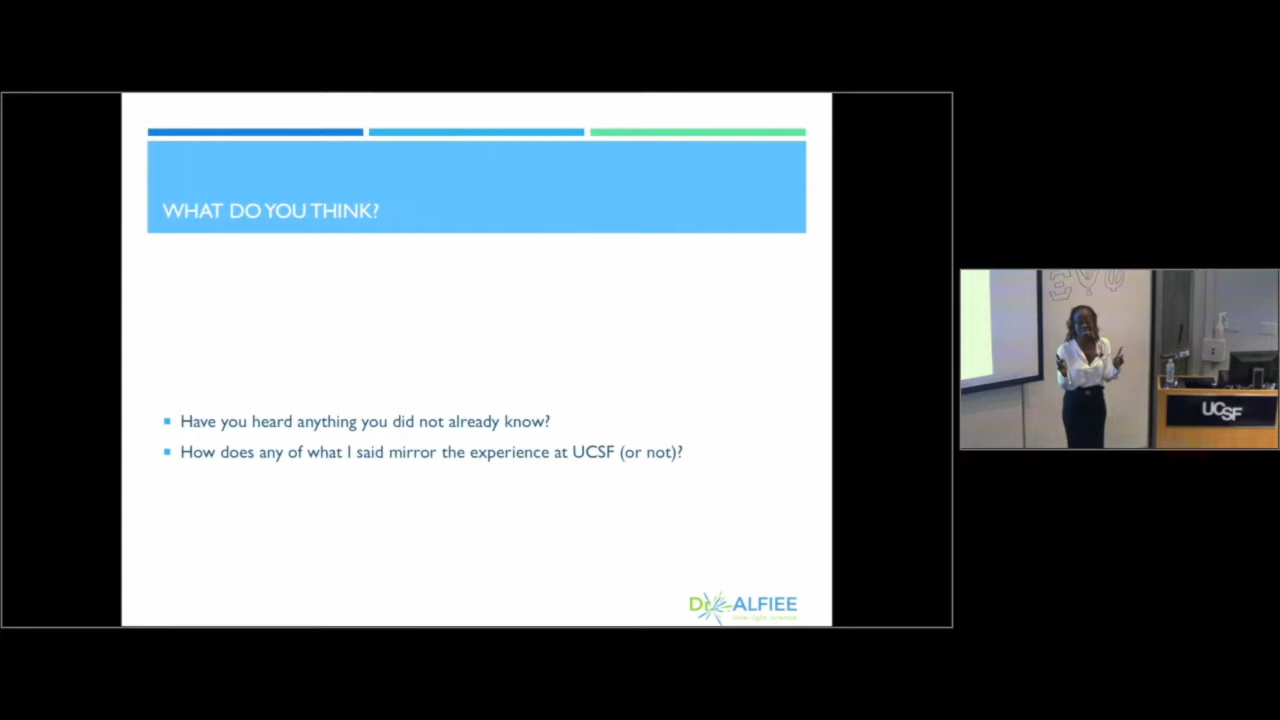 WHAT DO YOU THINK?
Have you heard anything you did not already know?
How does any of what I said mirror the experience at UCSF (or not)?
Dr ALFIEE
UCSF